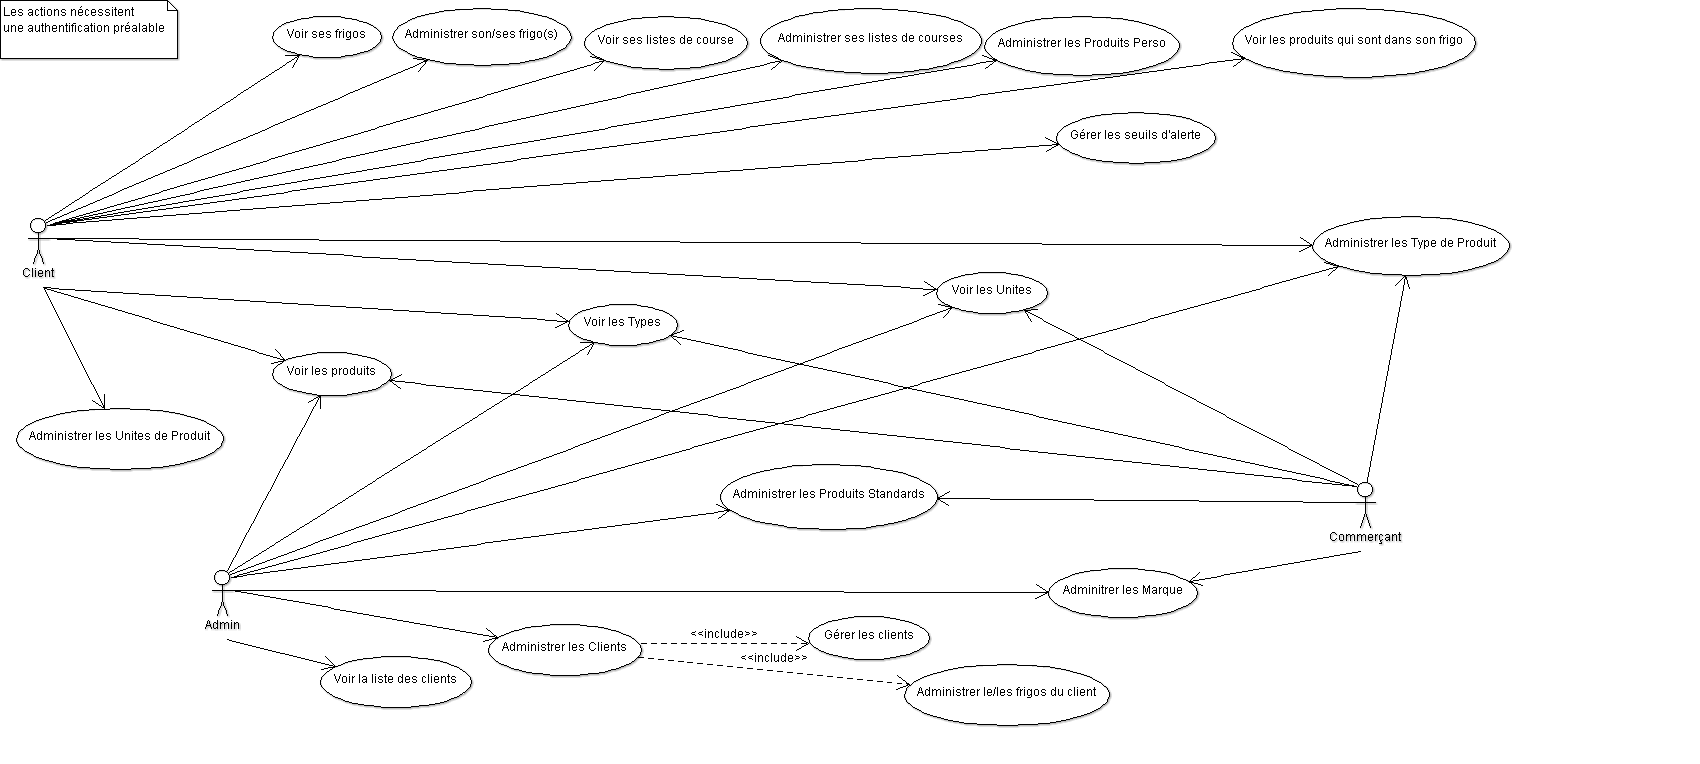 Les actions nécessitent
une authentification préalable
Voir ses frigos
Administrer son/ses frigo(s)
Voir ses listes de course
Administrer ses listes de courses
Administrer les Produits Perso
Voir les produits qui sont dans son frigo
Gérer les seuils d'alerte
Client
Administrer les Type de Produit
Voir les Unites
Voir les Types
Voir les produits
Administrer les Unites de Produit
Administrer les Produits Standards
Commerçant
Adminitrer les Marque
Admin
Administrer les Clients
<<include>>
Gérer les clients
<<include>>
Voir la liste des clients
Administrer le/les frigos du client